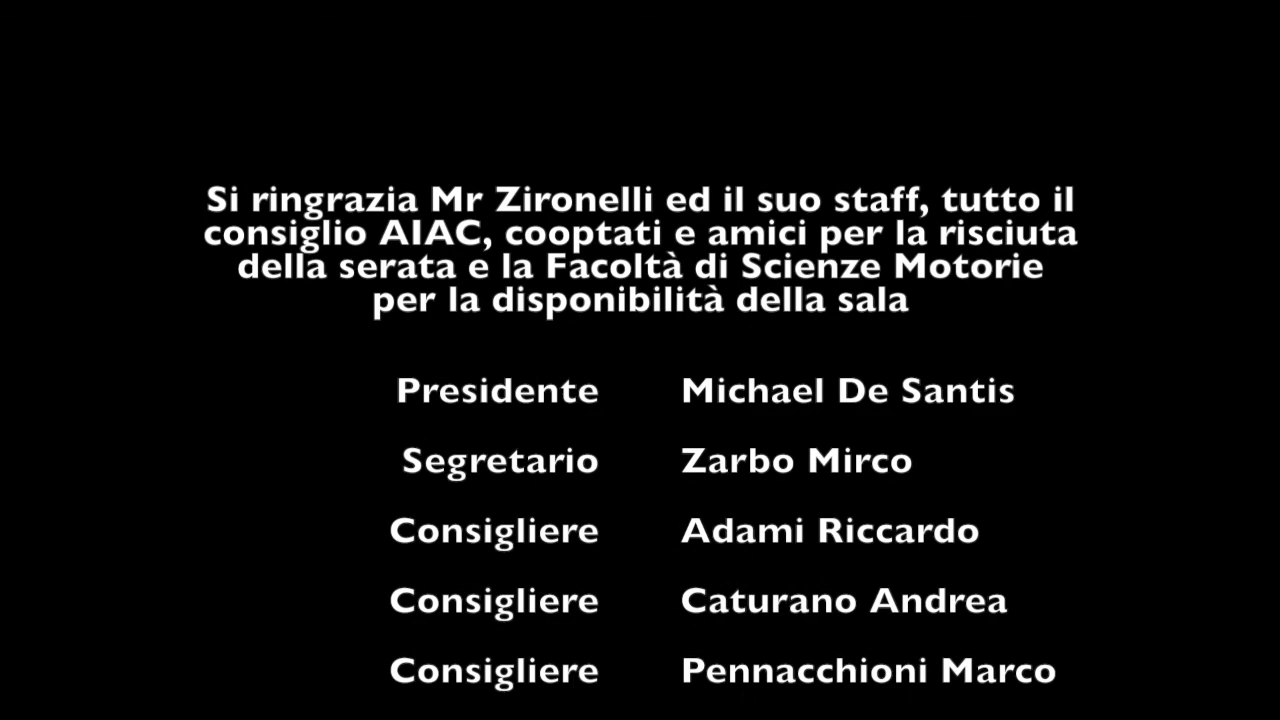 Si ringrazia Mr Zironelli ed il suo staff, tutto il
consiglio AIAC, cooptati e amici per la risciuta
della serata e la Facoltà di Scienze Motorie
per la disponibilità della sala
Presidente Michael De Santis
Segretario Zarbo Mirco
Consigliere Adami Riccardo
Consigliere Caturano Andrea
Consigliere Pennacchioni Marco